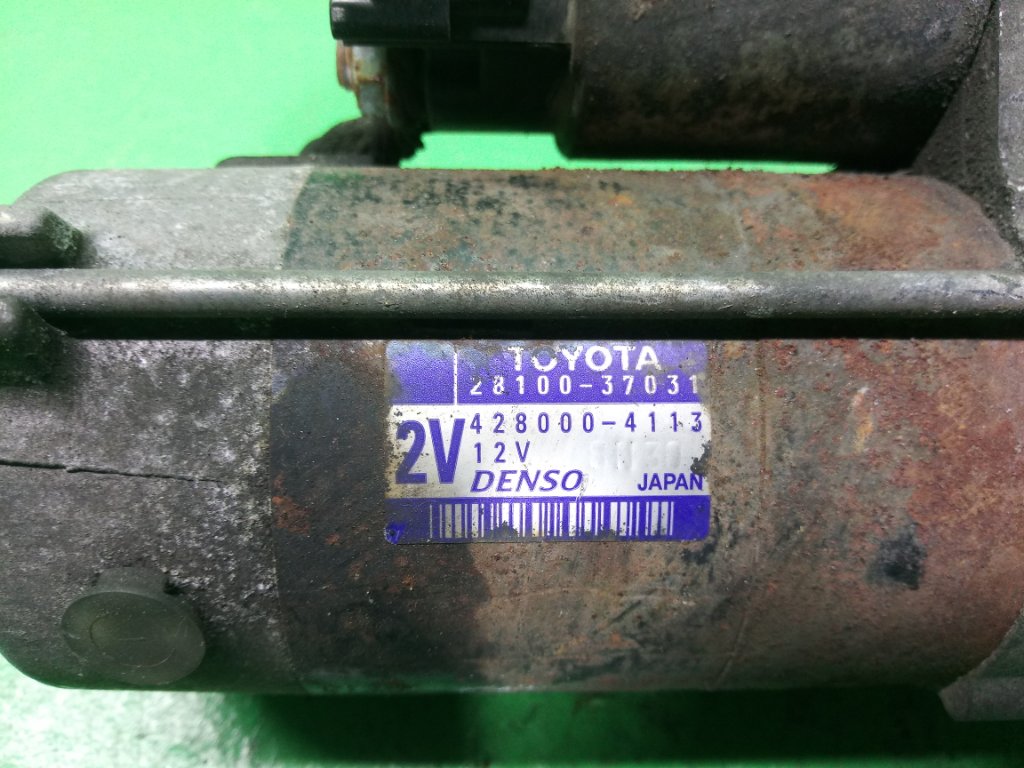 TOYOTA
28100-37031
428000-4113
2V
12V
DENSO JAPAN